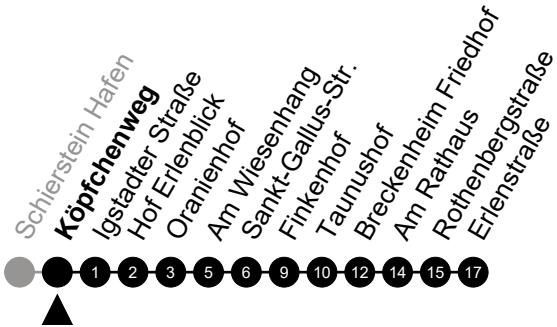 Schierstein Hafen
Köpfchenweg
Igstadter Straße
Hof Erlenblick
Oranienhof
Am Wiesenhang
Sankt-Gallus-Str.
Finkenhof
Taunushof
Breckenheim Friedhof
Am Rathaus
Rothenbergstraße
Erlenstraße
1 2 3 5 6 9 10 12 14 15 17